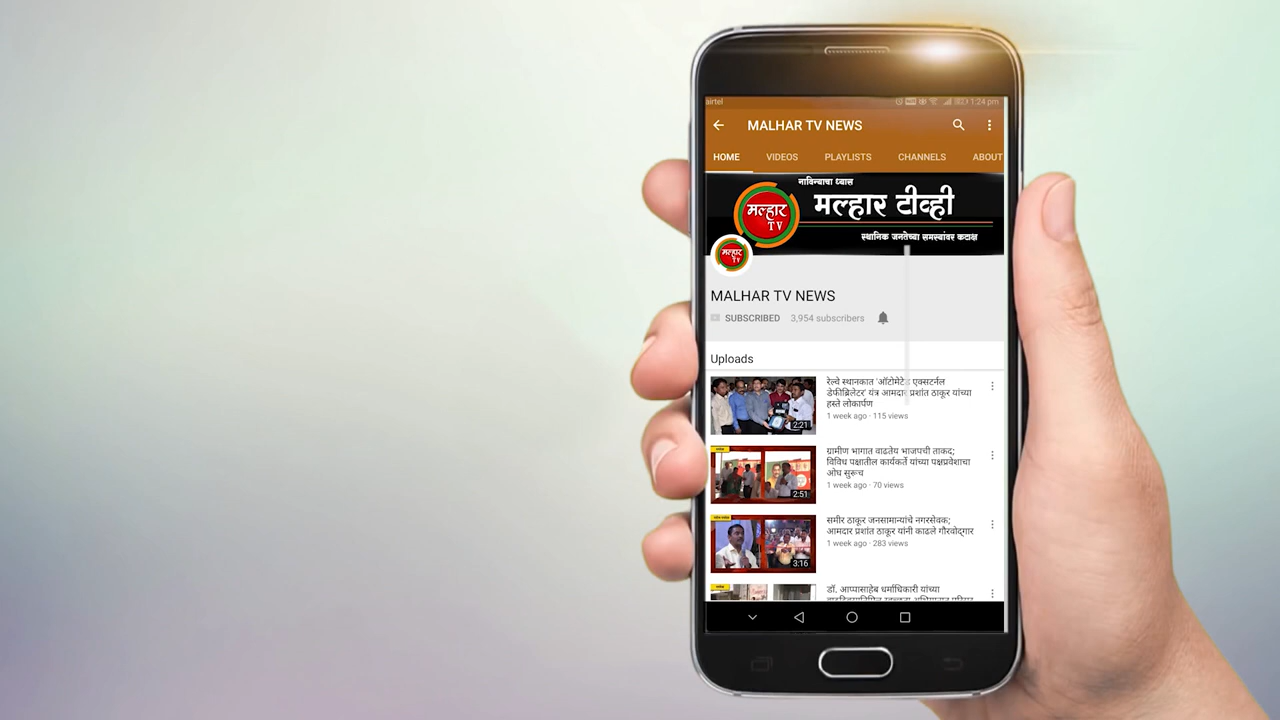 airtel 1:24 pm
MALHAR TV NEWS
HOME VIDEOS PLAYLISTS CHANNELS ABOUT
नाविन्याचा ध्यास
मल्हार टीव्ही
मल्हार TV
स्थानिक जनतेच्या समस्यांवर कटाक्ष
मल्हार TV
MALHAR TV NEWS
SUBSCRIBED 3,954 subscribers
Uploads
रेल्वे स्थानकात 'ऑटोमेटेड एक्सटर्नल
डेफीब्रिलेटर' यंत्र आमदार प्रशांत ठाकूर यांच्या
हस्ते लोकार्पण
1 week ago · 115 views
2:21
ग्रामीण भागात वाढतेय भाजपची ताकद;
विविध पक्षातील कार्यकर्ते यांच्या पक्षप्रवेशाचा
ओघ सुरूच
1 week ago · 70 views
2:51
समीर ठाकूर जनसामान्यांचे नगरसेवक;
आमदार प्रशांत ठाकूर यांनी काढले गौरवोद्गार
1 week ago · 283 views
3:16
डॉ. आप्पासाहेब धर्माधिकारी यांच्या